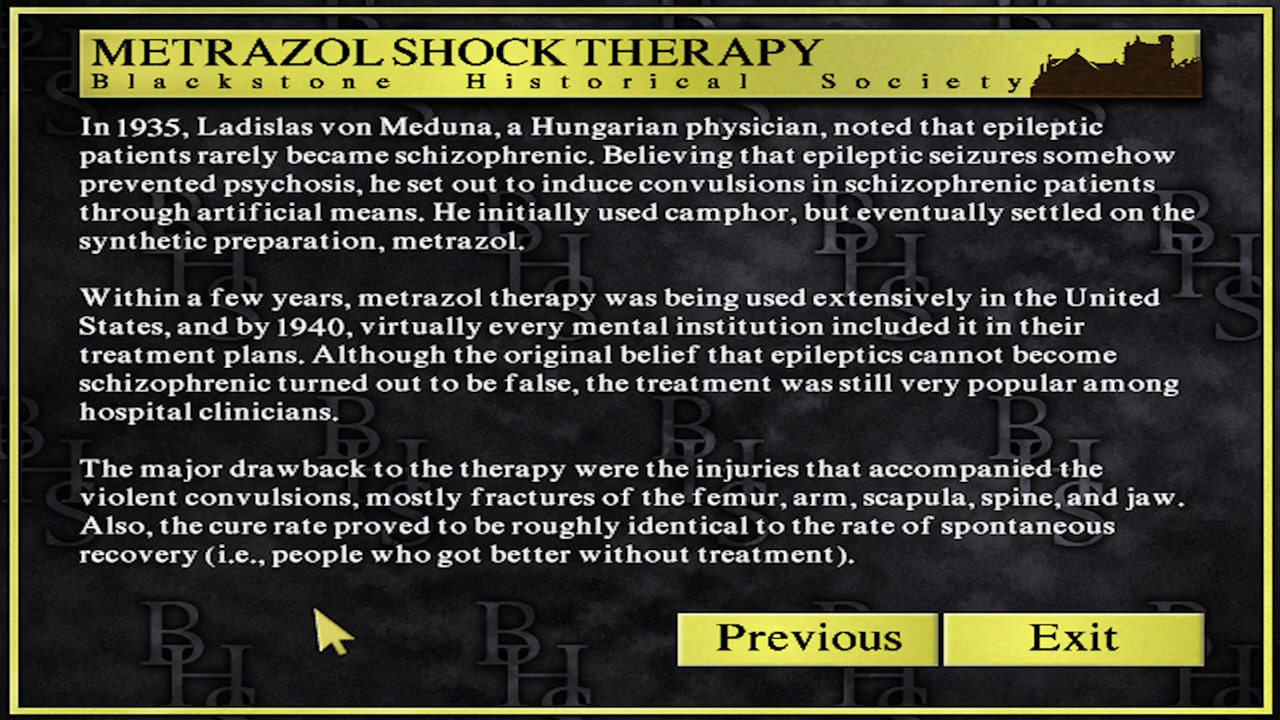 METRAZOL SHOCK THERAPY
Blackstone Historical Society
In 1935, Ladislas von Meduna, a Hungarian physician, noted that epileptic
patients rarely became schizophrenic. Believing that epileptic seizures somehow
prevented psychosis, he set out to induce convulsions in schizophrenic patients
through artificial means. He initially used camphor, but eventually settled on the
synthetic preparation, metrazol.
Within a few years, metrazol therapy was being used extensively in the United
States, and by 1940, virtually every mental institution included it in their
treatment plans. Although the original belief that epileptics cannot become
schizophrenic turned out to be false, the treatment was still very popular among
hospital clinicians.
The major drawback to the therapy were the injuries that accompanied the
violent convulsions, mostly fractures of the femur, arm, scapula, spine, and jaw.
Also, the cure rate proved to be roughly identical to the rate of spontaneous
recovery (i.e., people who got better without treatment).
Previous Exit